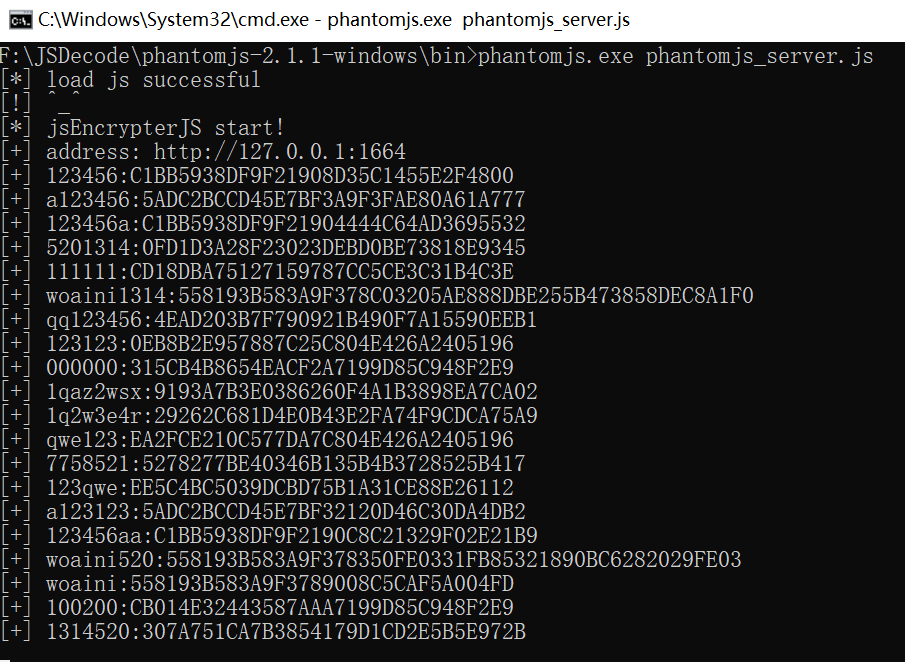 C:\Windows\System32\cmd.exe - phantomjs.exe phantomjs_server.js
F:\JSDecode\phantomjs-2.1.1-windows\bin>phantomjs.exe phantomjs_server.js
[*] load js successful
[!] ^_^
[*] jsEncrypterJS start!
[+] address: http://127.0.0.1:1664
[+] 123456:C1BB5938DF9F21908D35C1455E2F4800
[+] a123456:5ADC2BCCD45E7BF3A9F3FAE80A61A777
[+] 123456a:C1BB5938DF9F21904444C64AD3695532
[+] 5201314:0FD1D3A28F23023DEBD0BE73818E9345
[+] 111111:CD18DBA75127159787CC5CE3C31B4C3E
[+] woaini1314:558193B583A9F378C03205AE888DBE255B473858DEC8A1F0
[+] qq123456:4EAD203B7F790921B490F7A15590EEB1
[+] 123123:0EB8B2E957887C25C804E426A2405196
[+] 000000:315CB4B8654EACF2A7199D85C948F2E9
[+] 1qaz2wsx:9193A7B3E0386260F4A1B3898EA7CA02
[+] 1q2w3e4r:29262C681D4E0B43E2FA74F9CDCA75A9
[+] qwe123:EA2FCE210C577DA7C804E426A2405196
[+] 7758521:5278277BE40346B135B4B3728525B417
[+] 123qwe:EE5C4BC5039DCBD75B1A31CE88E26112
[+] a123123:5ADC2BCCD45E7BF32120D46C30DA4DB2
[+] 123456aa:C1BB5938DF9F2190C8C21329F02E21B9
[+] woaini520:558193B583A9F378350FE0331FB85321890BC6282029FE03
[+] woaini:558193B583A9F3789008C5CAF5A004FD
[+] 100200:CB014E32443587AAA7199D85C948F2E9
[+] 1314520:307A751CA7B3854179D1CD2E5B5E972B